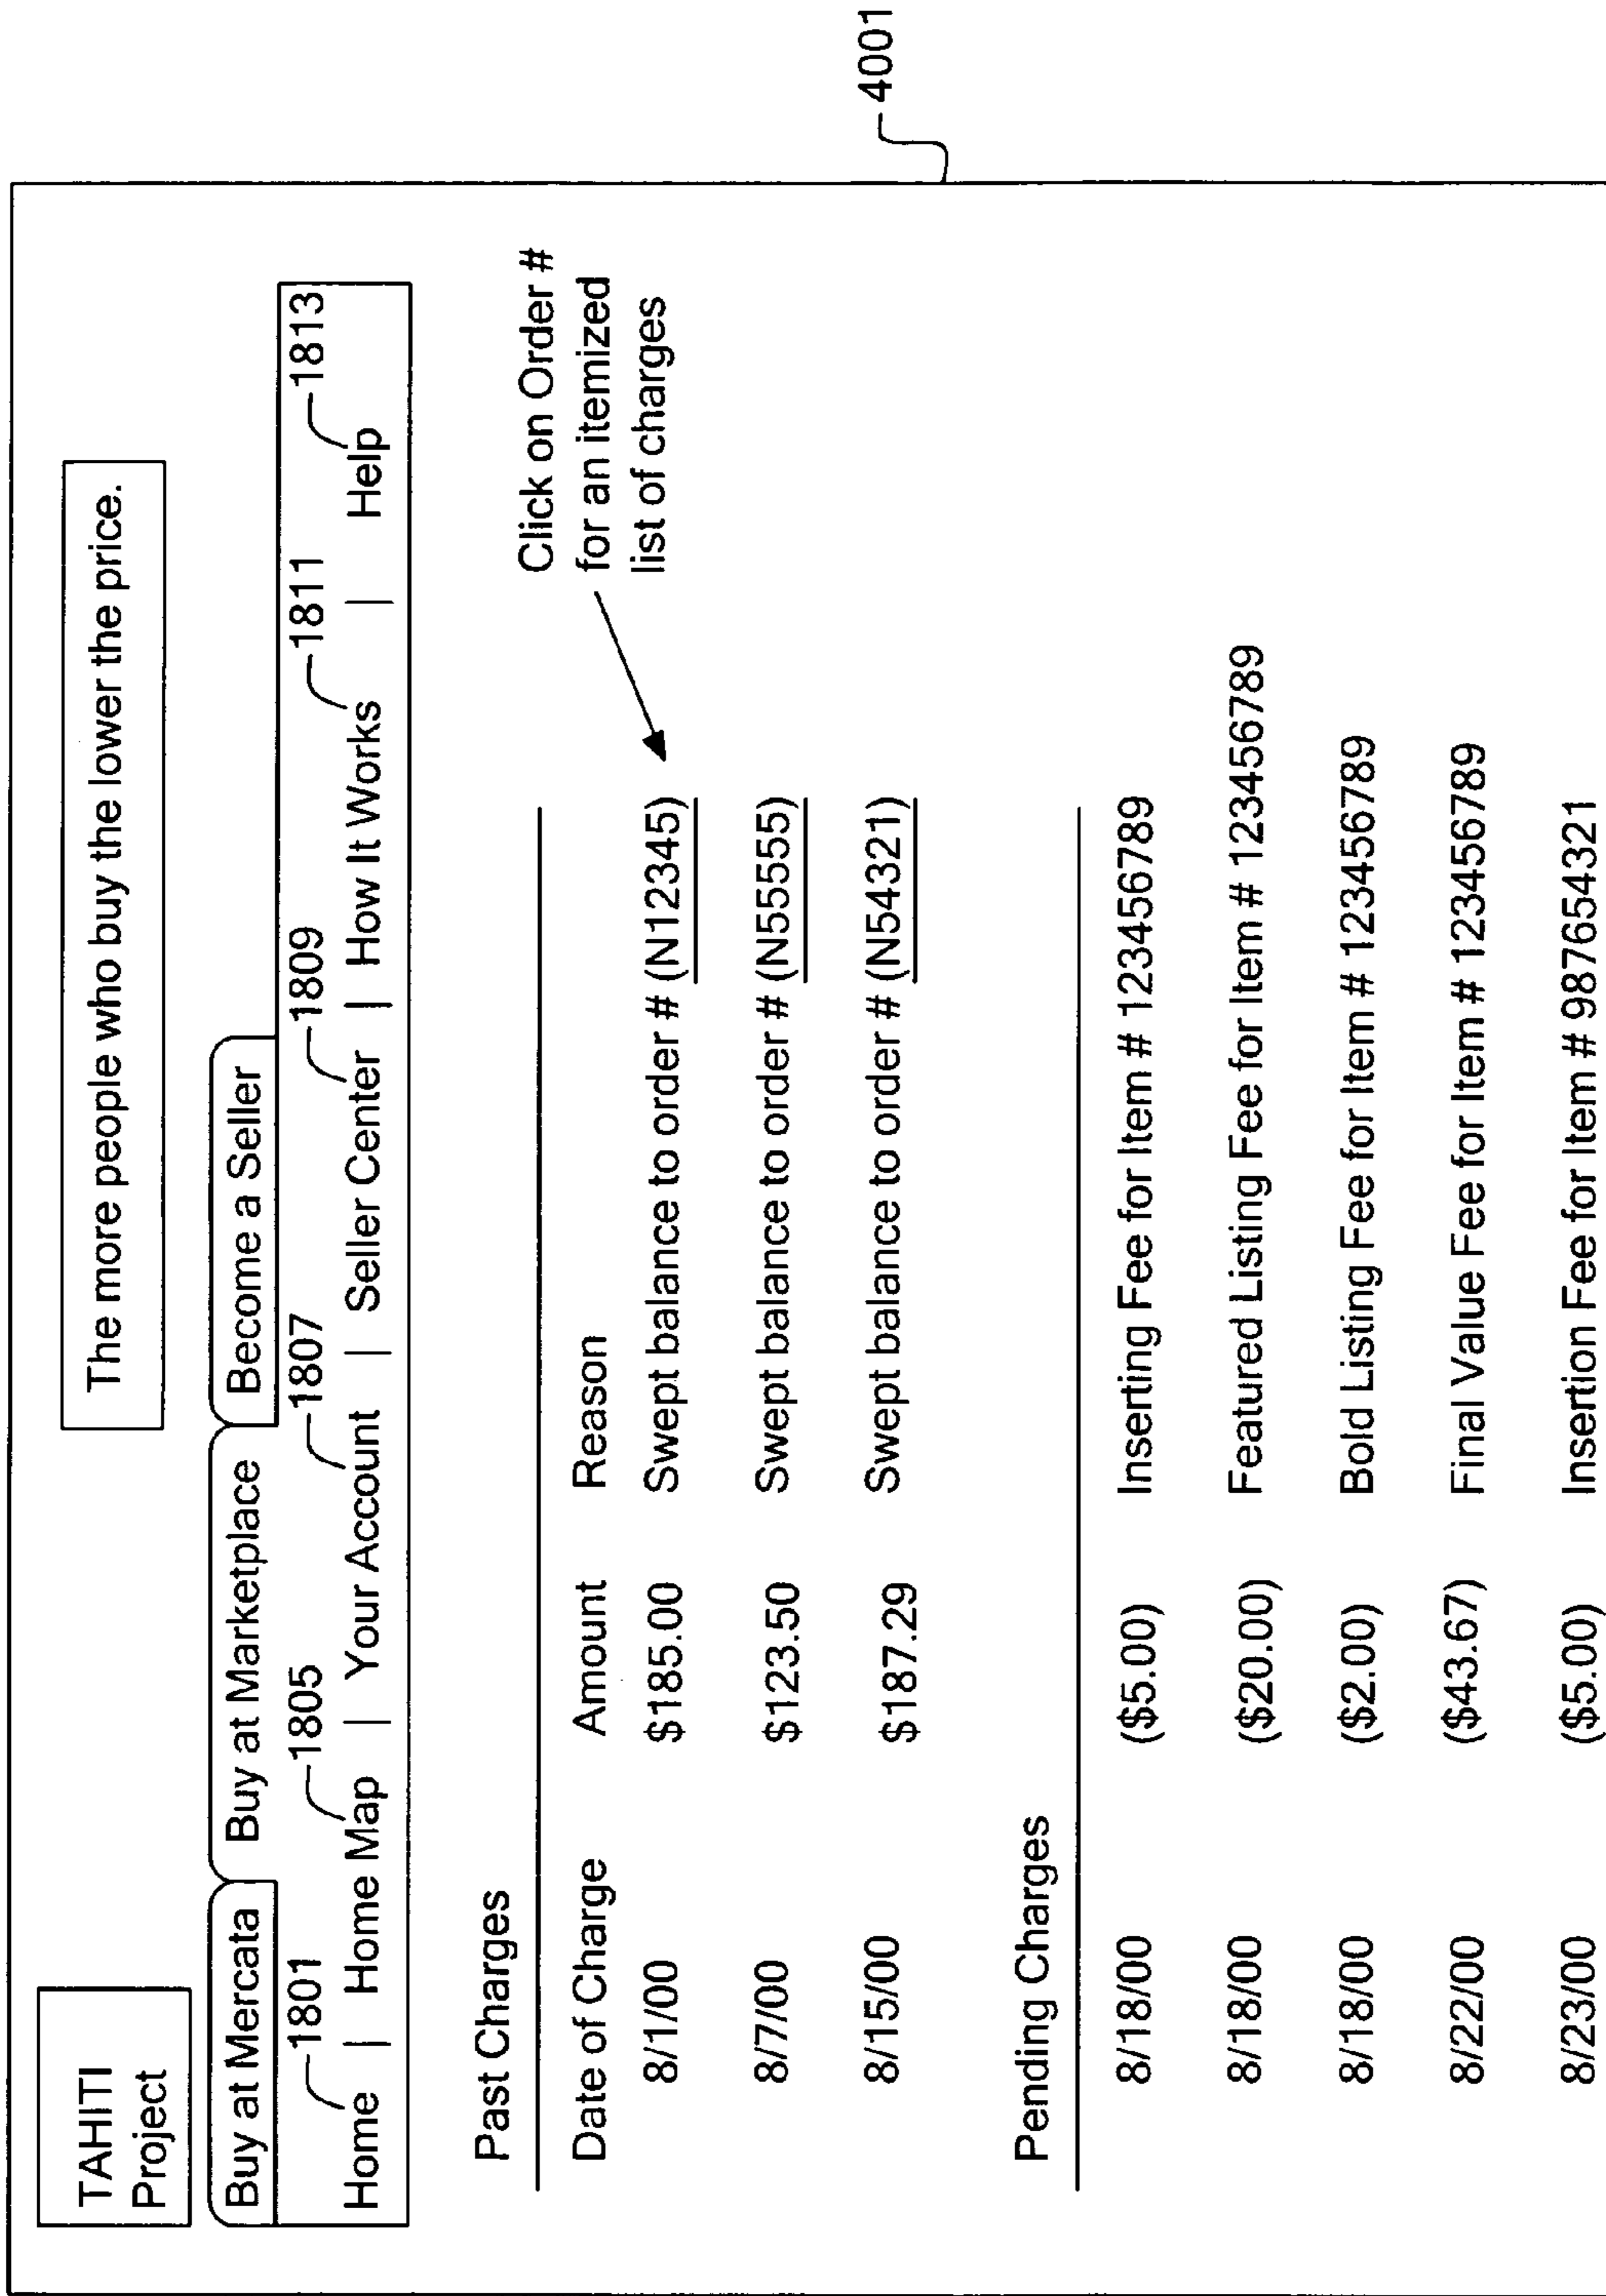 TAHITI
Project
The more people who buy the lower the price.
Buy at Mercata Buy at Marketplace Become a Seller
1801 1805 1807 1809 1811 1813
Home | Home Map | Your Account | Seller Center | How It Works | Help
Past Charges
Click on Order #
for an itemized
list of charges
Date of Charge Amount Reason
8/1/00 $185.00 Swept balance to order # (N12345)
8/7/00 $123.50 Swept balance to order # (N55555)
8/15/00 $187.29 Swept balance to order # (N54321)
Pending Charges
8/18/00 ($5.00) Inserting Fee for Item # 123456789
8/18/00 ($20.00) Featured Listing Fee for Item # 123456789
8/18/00 ($2.00) Bold Listing Fee for Item # 123456789
8/22/00 ($43.67) Final Value Fee for Item # 123456789
8/23/00 ($5.00) Insertion Fee for Item # 987654321
4001